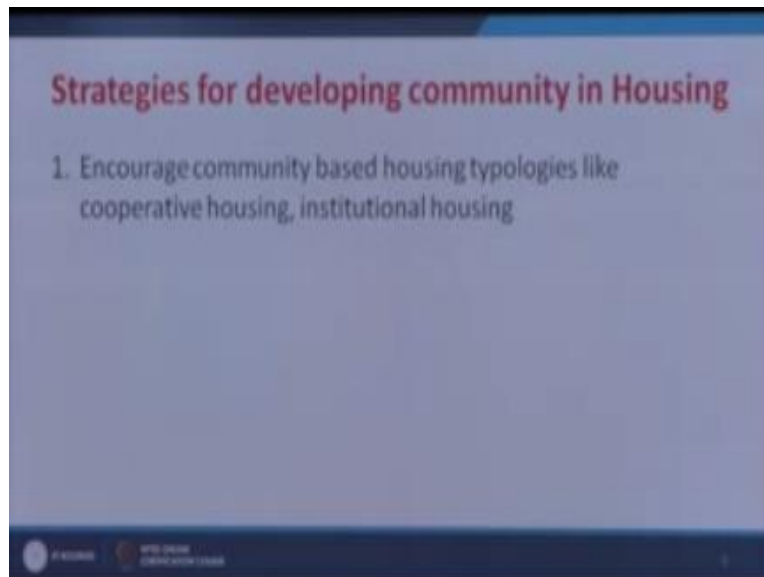 Strategies for developing community in Housing
1. Encourage community based housing typologies like
cooperative housing, institutional housing